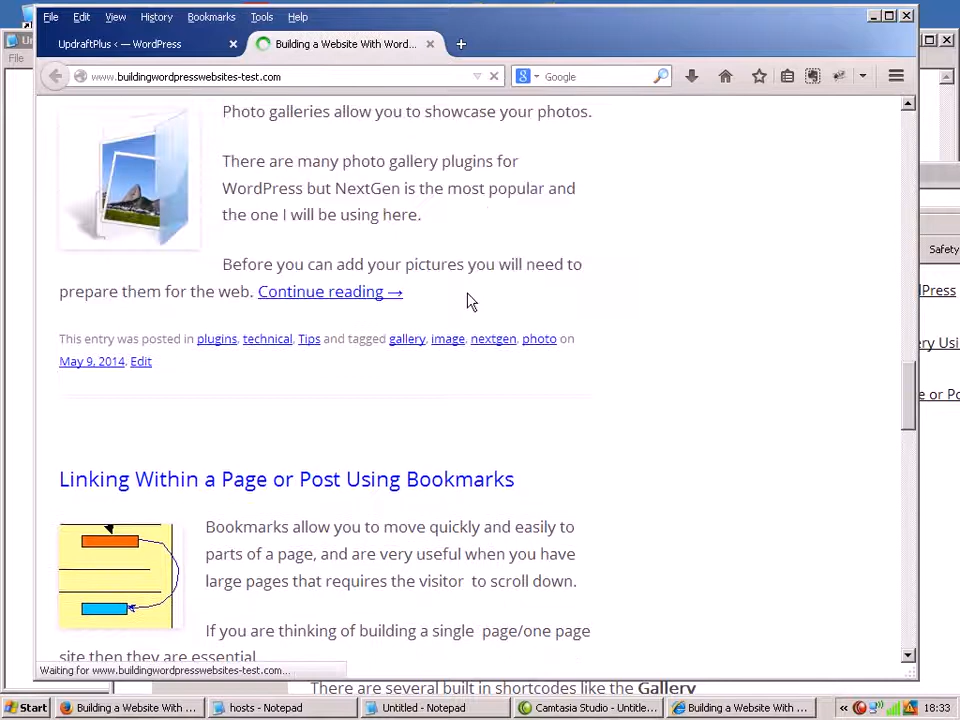 File Edit View History Bookmarks Tools Help
UpdraftPlus < — WordPress
Building a Website With Word...
www.buildingwordpresswebsites-test.com
Google
File
Photo galleries allow you to showcase your photos.
There are many photo gallery plugins for
WordPress but NextGen is the most popular and
the one I will be using here.
Safety
Before you can add your pictures you will need to
prepare them for the web. Continue reading →
This entry was posted in plugins, technical, Tips and tagged gallery, image, nextgen, photo on
May 9, 2014. Edit
Linking Within a Page or Post Using Bookmarks
Bookmarks allow you to move quickly and easily to
parts of a page, and are very useful when you have
large pages that requires the visitor to scroll down.
If you are thinking of building a single page/one page
site then they are essential
Waiting for www.buildingwordpresswebsites-test.com...
There are several built in shortcodes like the Gallery
Start
Building a Website With ...
hosts - Notepad
Untitled - Notepad
Camtasia Studio - Untitle...
Building a Website With ...
18:33